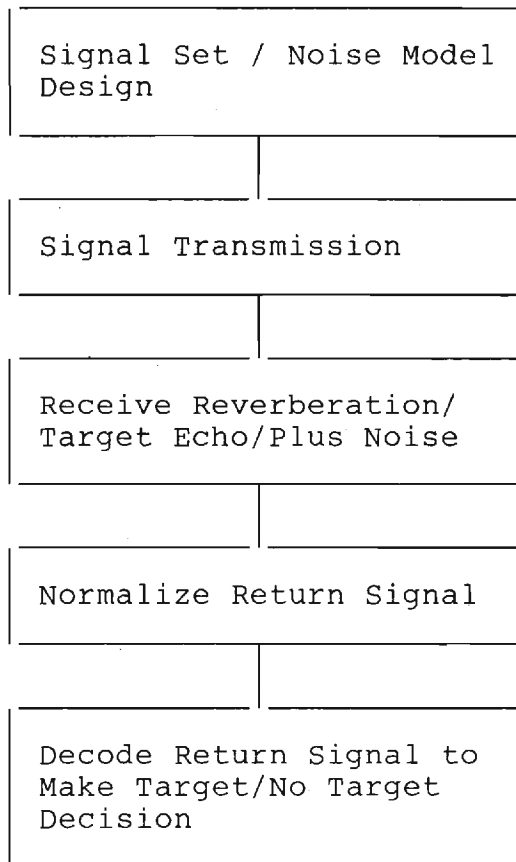 Signal Set / Noise Model
Design
Signal Transmission
Receive Reverberation/
Target Echo/Plus Noise
Normalize Return Signal
Decode Return Signal to
Make Target/No Target
Decision